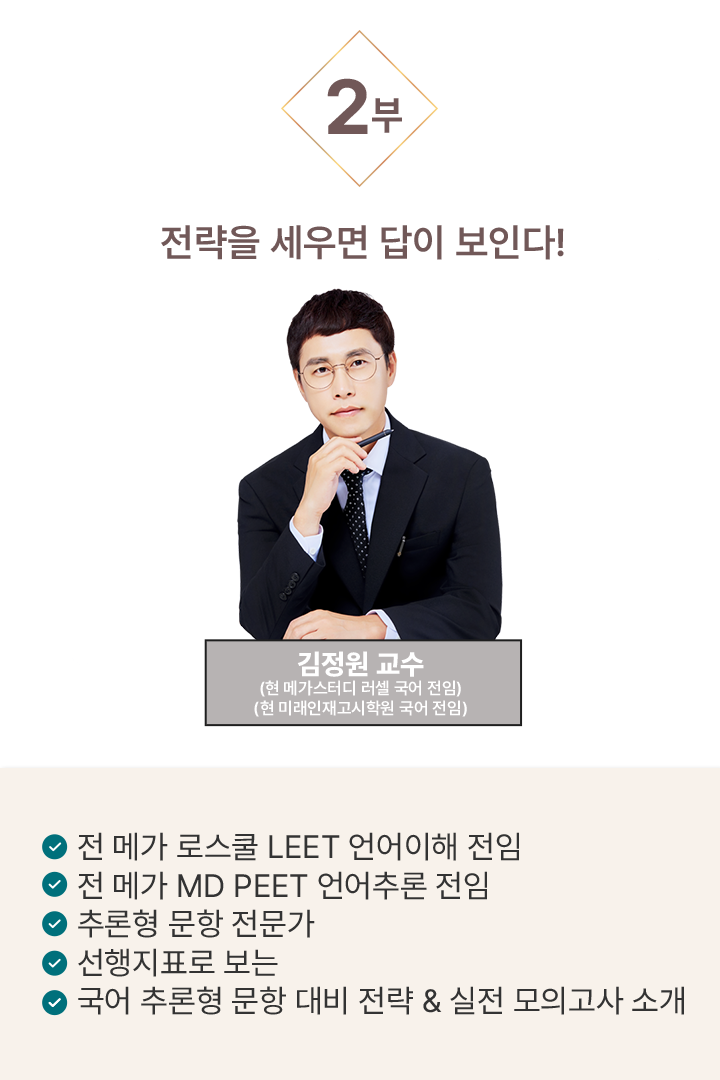 2부
전략을 세우면 답이 보인다!
김정원 교수
(현 메가스터디 러셀 국어 전임)
(현 미래인재고시학원 국어 전임)
전 메가 로스쿨 LEET 언어이해 전임
전 메가 MD PEET 언어추론 전임
추론형 문항 전문가
선행지표로 보는
국어 추론형 문항 대비 전략 & 실전 모의고사 소개